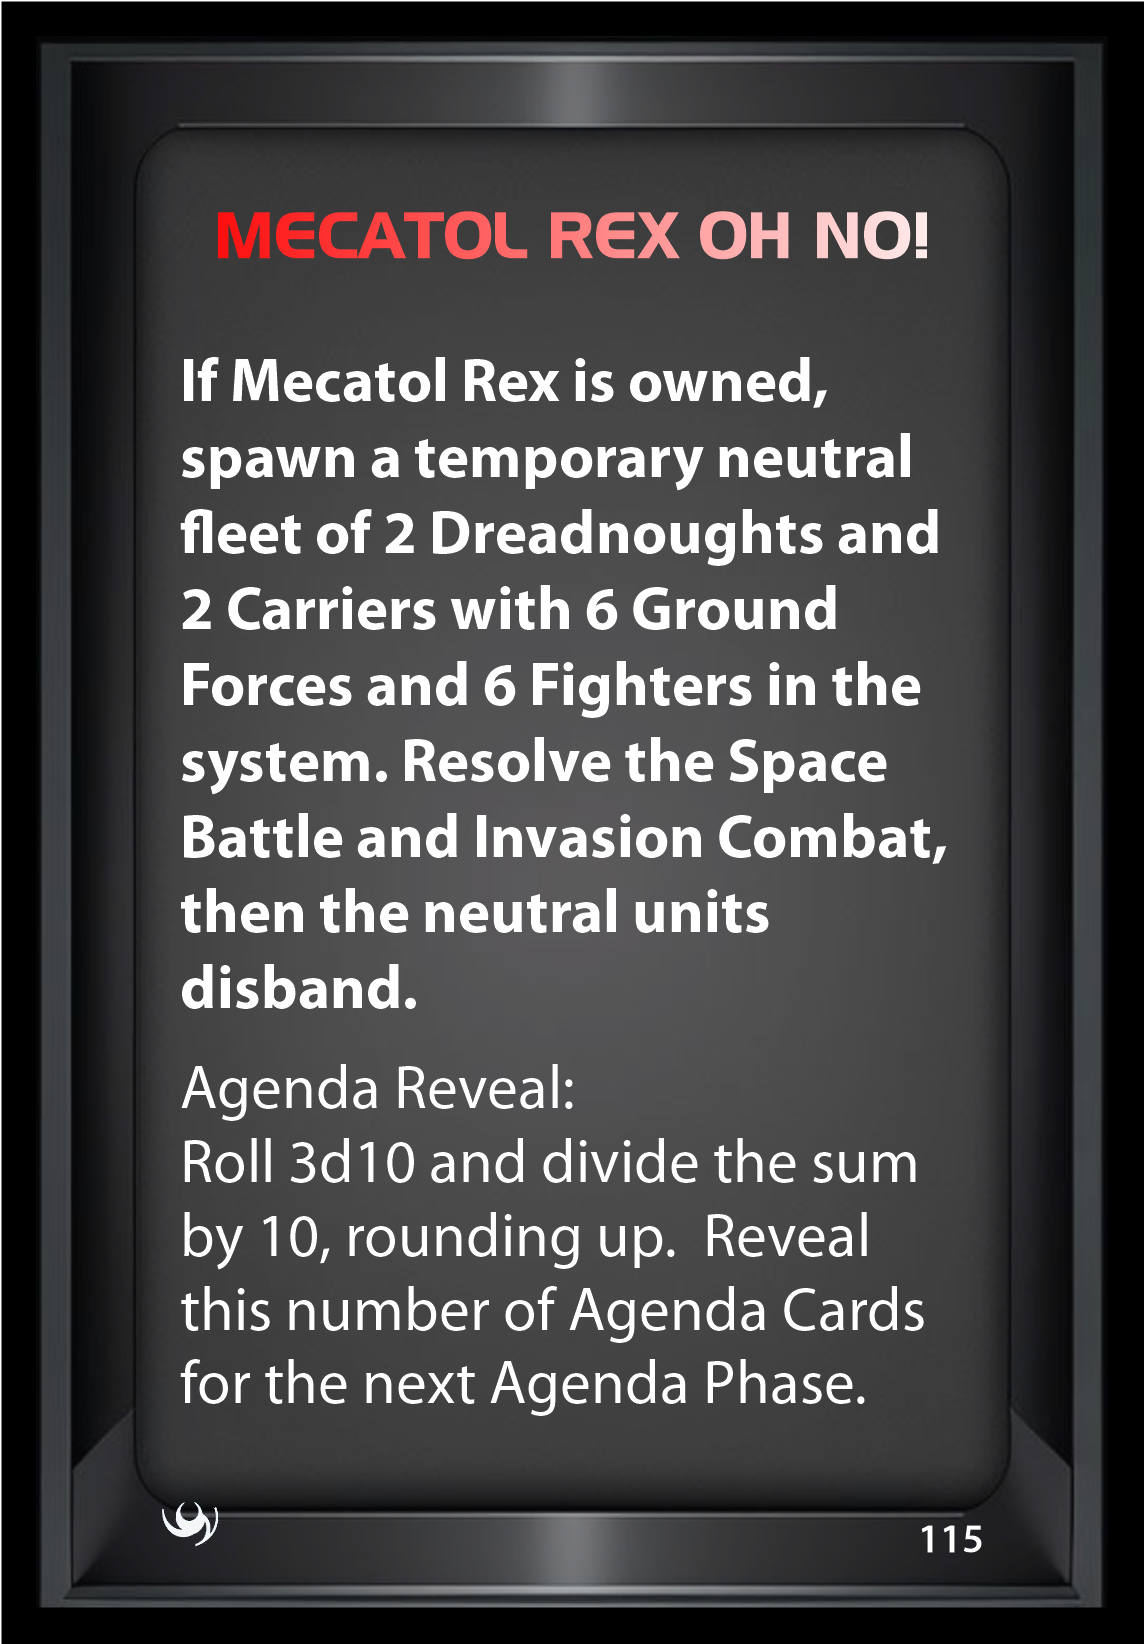 MECATOL REX OH NO!
If Mecatol Rex is owned,
spawn a temporary neutral
fleet of 2 Dreadnoughts and
2 Carriers with 6 Ground
Forces and 6 Fighters in the
system. Resolve the Space
Battle and Invasion Combat,
then the neutral units
disband.
Agenda Reveal:
Roll 3d10 and divide the sum
by 10, rounding up.  Reveal
this number of Agenda Cards
for the next Agenda Phase.
115